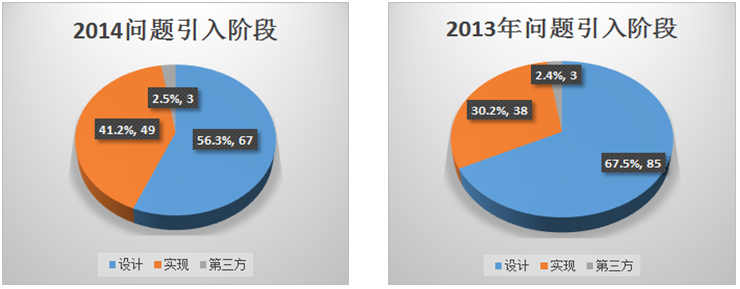 2014问题引入阶段
2.5%, 3
41.2%, 49
56.3%, 67
设计 实现 第三方
2013年问题引入阶段
2.4%, 3
30.2%, 38
67.5%, 85
设计 实现 第三方